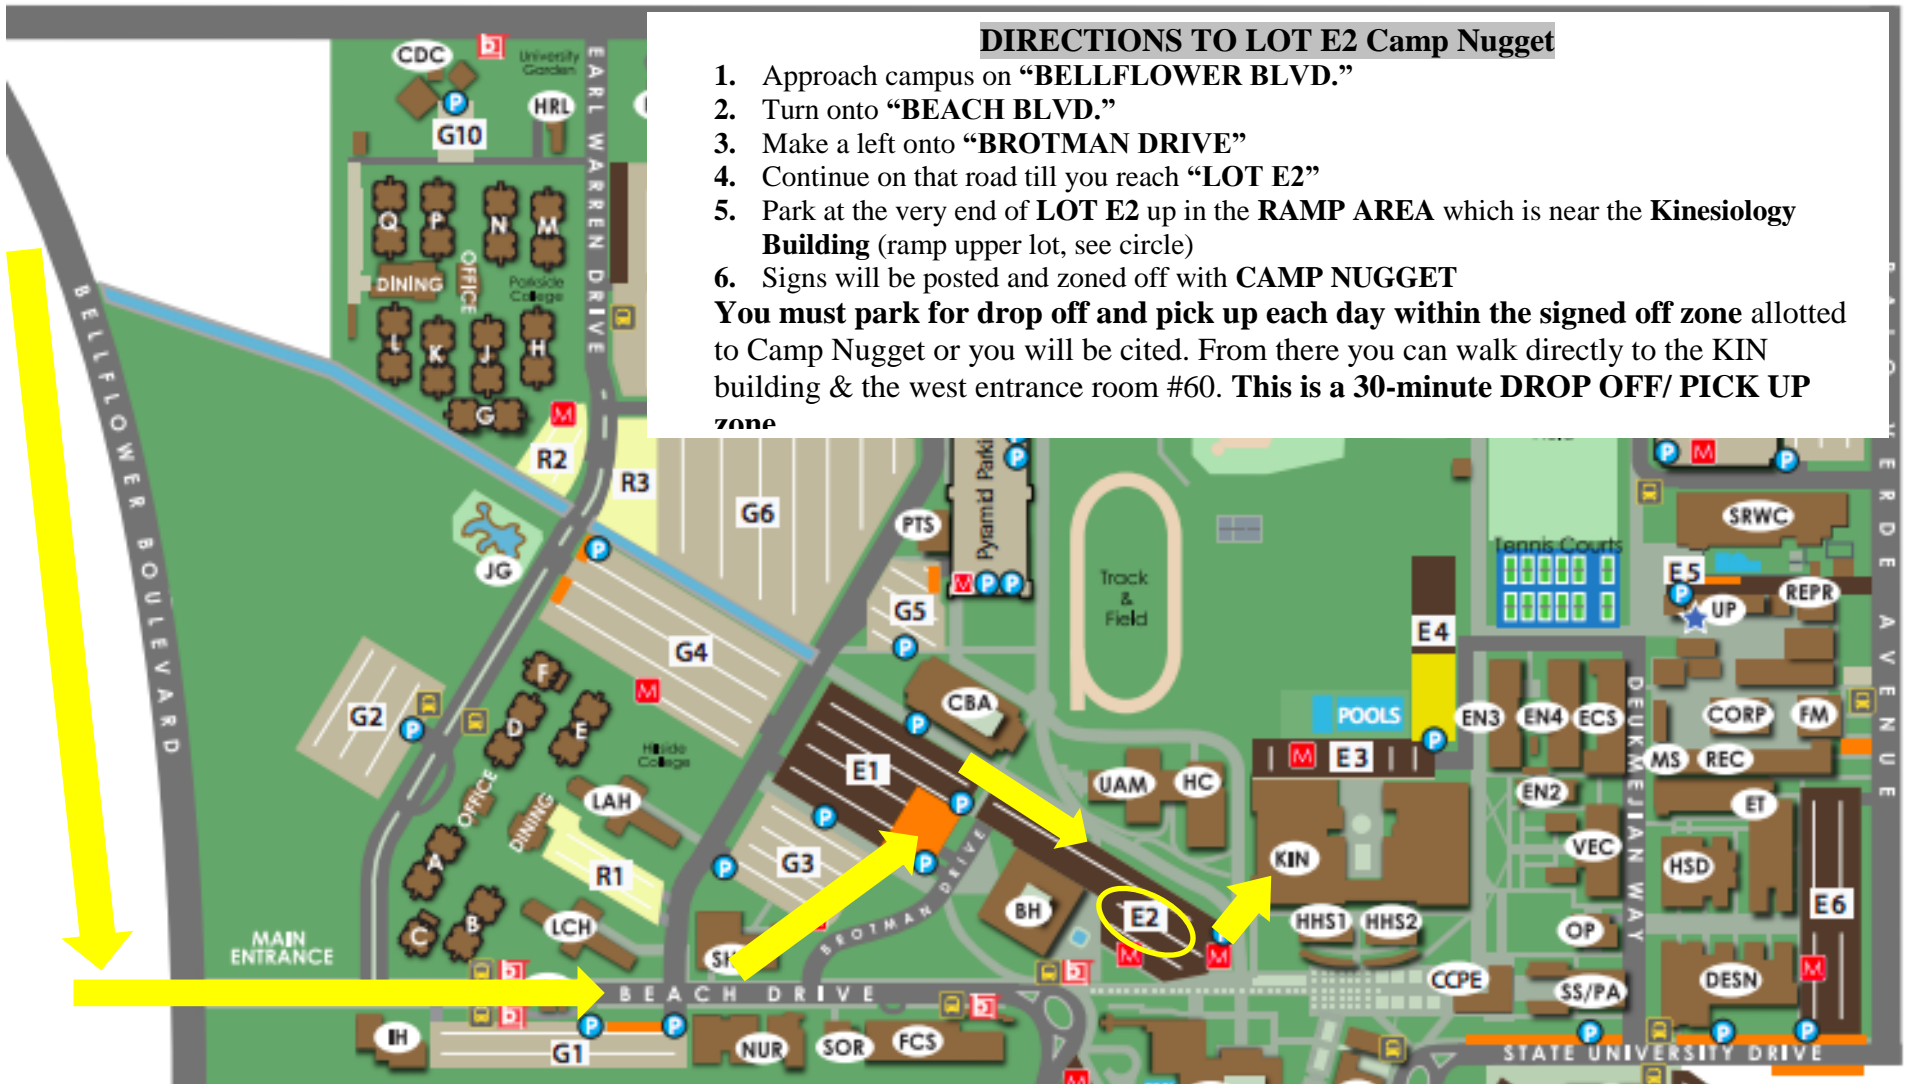 DIRECTIONS TO LOT E2 Camp Nugget
1. Approach campus on “BELLFLOWER BLVD.”
2. Turn onto “BEACH BLVD.”
3. Make a left onto “BROTMAN DRIVE”
4. Continue on that road till you reach “LOT E2”
5. Park at the very end of LOT E2 up in the RAMP AREA which is near the Kinesiology
Building (ramp upper lot, see circle)
6. Signs will be posted and zoned off with CAMP NUGGET
You must park for drop off and pick up each day within the signed off zone allotted
to Camp Nugget or you will be cited. From there you can walk directly to the KIN
building & the west entrance room #60. This is a 30-minute DROP OFF/ PICK UP
zone
CDC
b
University
Garden
P
HRL
G10
EARL WARREN DRIVE
Q
P
N
M
DINING
OFFICE
Parkside
College
L
K
J
H
G
M
R2
R3
G6
BELLFLOWER BOULEVARD
JG
P
G4
M
G2
P
F
D
E
Hillside
College
OFFICE
DINING
LAH
R1
A
B
C
LCH
MAIN
ENTRANCE
b
b
BEACH DRIVE
IH
P
P
G1
NUR
SOR
FCS
b
PTS
Pyramid Parki
P
M
P
P
G5
P
Track
&
Field
CBA
P
E1
P
P
P
G3
P
BROTMAN DRIVE
BH
E2
M
M
b
UAM
HC
POOLS
E4
P
M
E3
KIN
HHS1
HHS2
CCPE
Tennis Courts
P
M
P
SRWC
E5
P
UP
REPR
EN3
EN4
ECS
DEUKMEJIAN WAY
CORP
FM
MS
REC
EN2
ET
VEC
HSD
E6
OP
SS/PA
DESN
M
P
P
P
STATE UNIVERSITY DRIVE
ERDE AVENUE
M